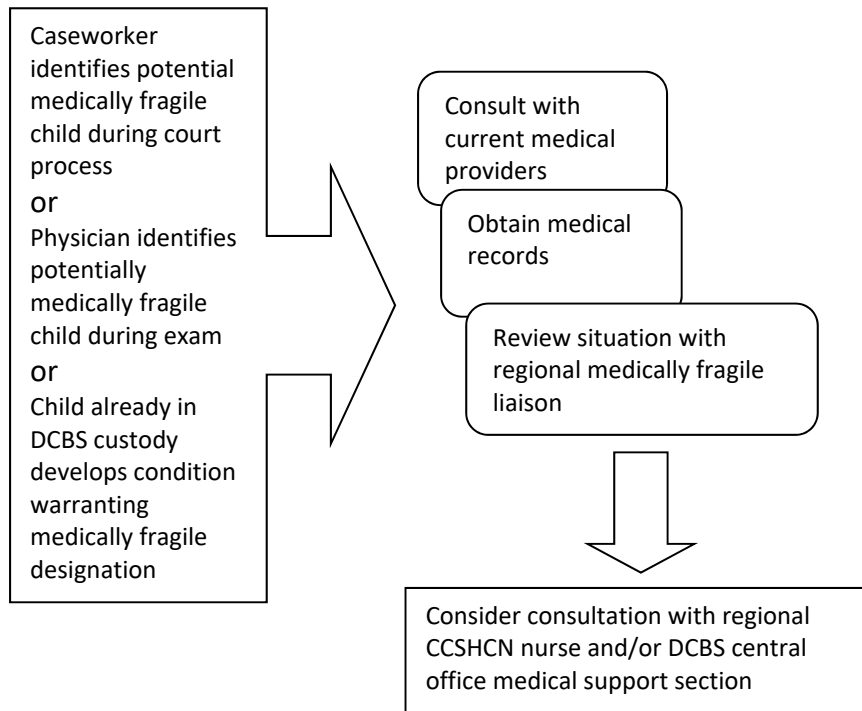 Caseworker
identifies potential
medically fragile
child during court
process
or
Physician identifies
potentially
medically fragile
child during exam
or
Child already in
DCBS custody
develops condition
warranting
medically fragile
designation
Consult with
current medical
providers
Obtain medical
records
Review situation with
regional medically fragile
liaison
Consider consultation with regional
CCSHCN nurse and/or DCBS central
office medical support section